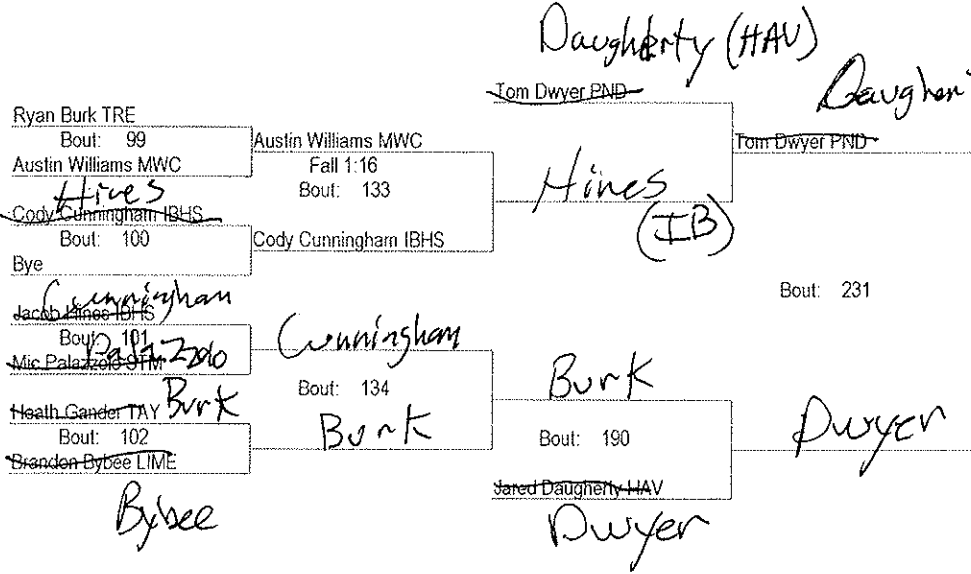 Daugherty (HAV)
Tom Dwyer PND
Daugher
Ryan Burk TRE
Bout: 99
Austin Williams MWC
Tom Dwyer PND
Austin Williams MWC
Fall 1:16
Hines
Bout: 133
Hines
Cody Cunningham IBHS
(IB)
Bout: 100
Cody Cunningham IBHS
Bye
Bout: 231
Cunningham
Jacob Hines IBHS
Cunningham
Bout: 101
Palazzolo
Mic Palazzolo STM
Burk
Bout: 134
Heath Gander TAY Burk
Burk
Dwyer
Bout: 102
Bout: 190
Brandon Bybee LIME
Jared Daugherty HAV
Bybee
Dwyer